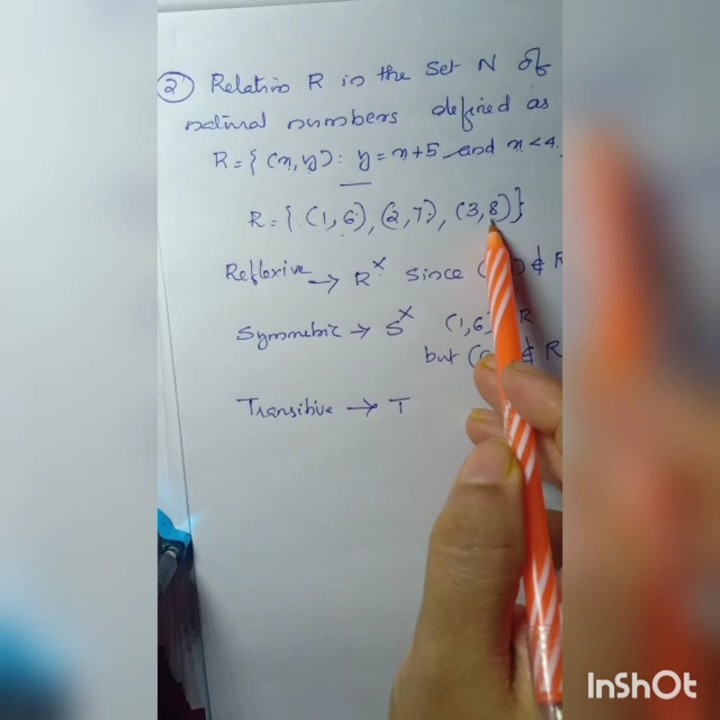 2 Relation R in the set N of
natural numbers defined as
R = { (x, y) : y = x + 5 and x < 4.
R = { (1, 6), (2, 7), (3, 8) }
Reflexive → R × since ( ) ∉ R
Symmetric → S × (1, 6) R
but ( ∉ R
Transitive → T
InShOt